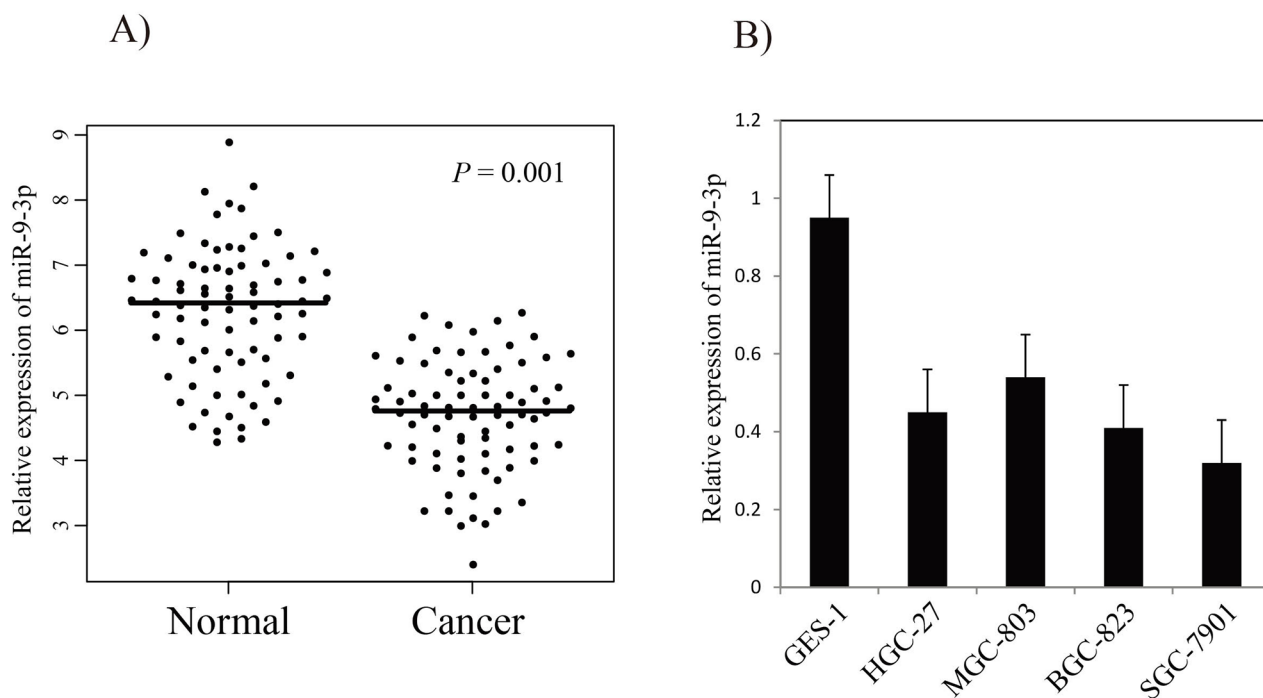 A)
Relative expression of miR-9-3p
9
8
7
6
5
4
3
P = 0.001
Normal
Cancer
B)
Relative expression of miR-9-3p
1.2
1
0.8
0.6
0.4
0.2
0
GES-1
HGC-27
MGC-803
BGC-823
SGC-7901